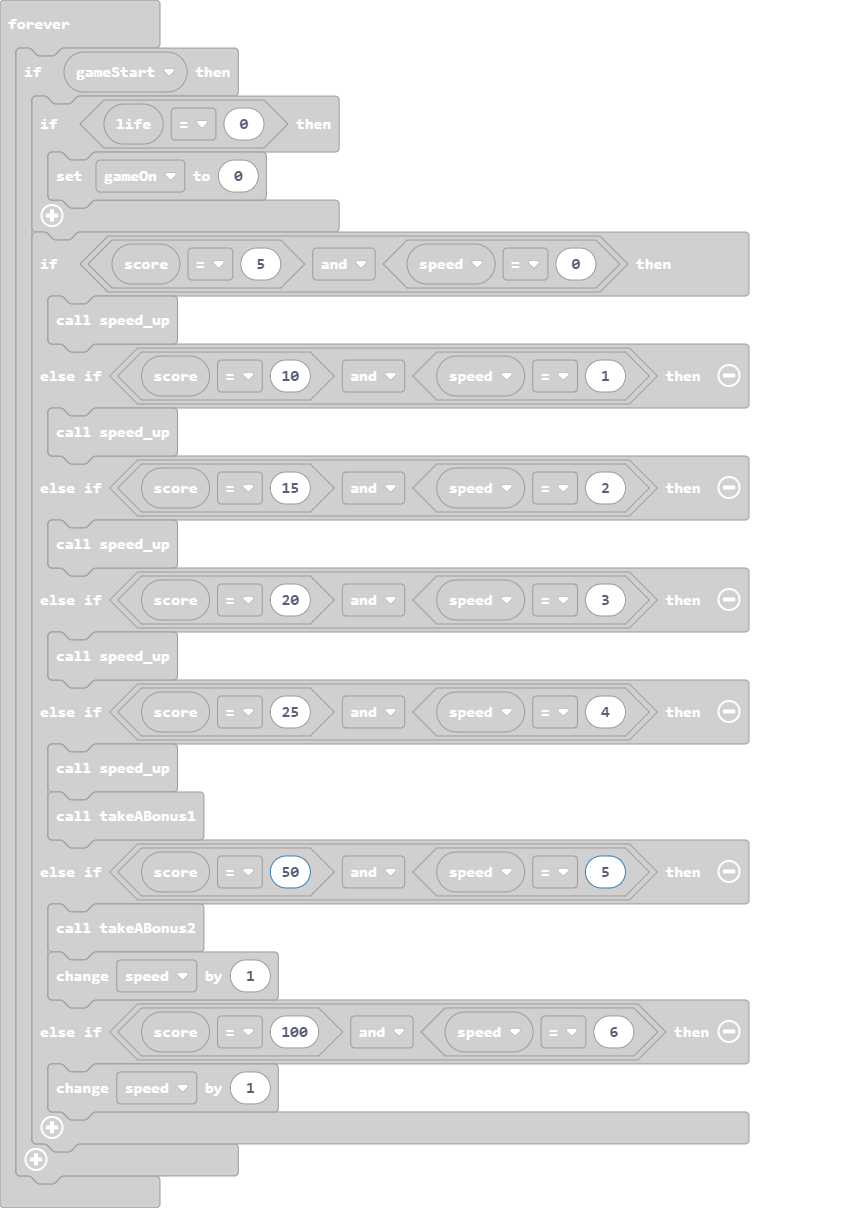 forever
if gameStart then
if life = 0 then
set gameOn to 0
if score = 5 and speed = 0 then
call speed_up
else if score = 10 and speed = 1 then
call speed_up
else if score = 15 and speed = 2 then
call speed_up
else if score = 20 and speed = 3 then
call speed_up
else if score = 25 and speed = 4 then
call speed_up
call takeABonus1
else if score = 50 and speed = 5 then
call takeABonus2
change speed by 1
else if score = 100 and speed = 6 then
change speed by 1